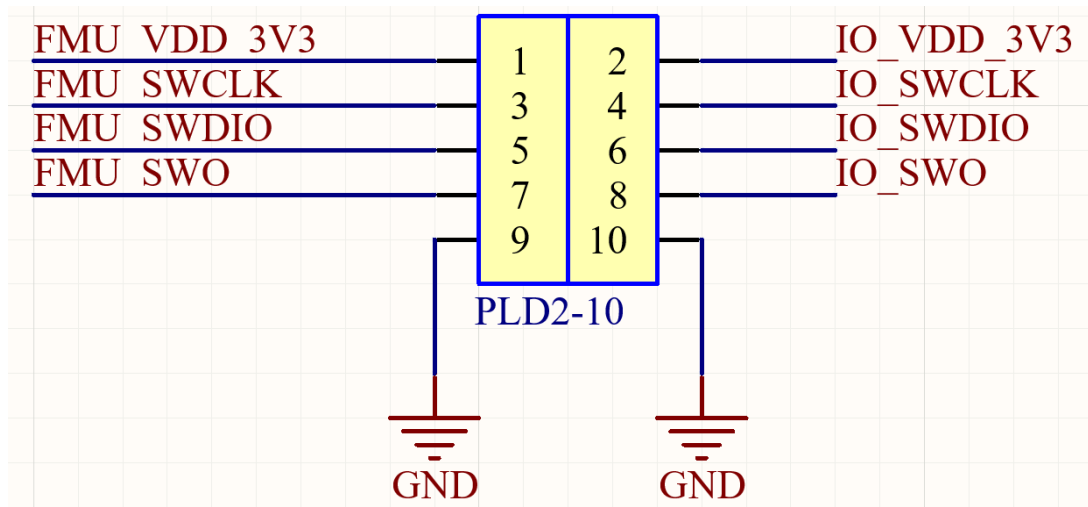 FMU_VDD_3V3
IO_VDD_3V3
1
2
FMU_SWCLK
IO_SWCLK
3
4
FMU_SWDIO
IO_SWDIO
5
6
FMU_SWO
IO_SWO
7
8
9
10
PLD2-10
GND
GND